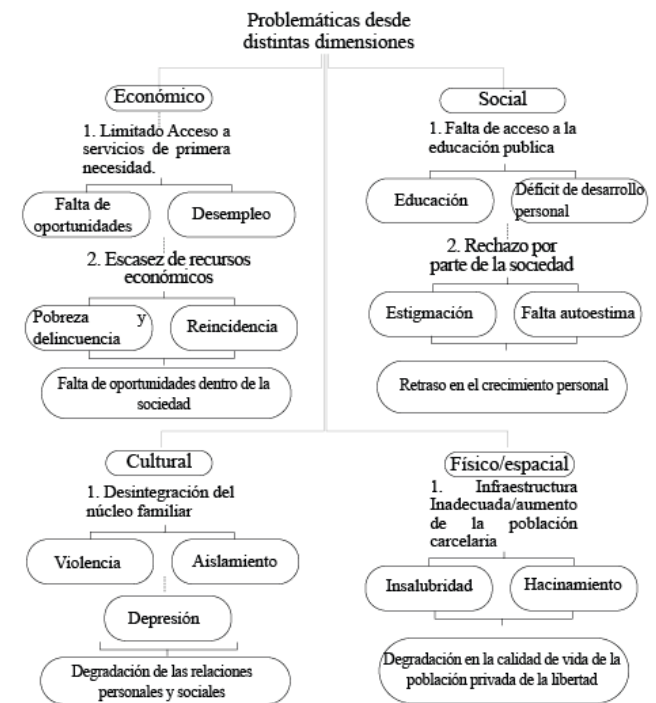 Problemáticas desde
distintas dimensiones
Económico
1. Limitado Acceso a
servicios de primera
necesidad.
Falta de
oportunidades
Desempleo
2. Escasez de recursos
económicos
Pobreza y
delincuencia
Reincidencia
Falta de oportunidades dentro de la
sociedad
Social
1. Falta de acceso a la
educación publica
Educación
Déficit de desarrollo
personal
2. Rechazo por
parte de la sociedad
Estigmación
Falta autoestima
Retraso en el crecimiento personal
Cultural
1. Desintegración del
núcleo familiar
Violencia
Aislamiento
Depresión
Degradación de las relaciones
personales y sociales
Físico/espacial
1. Infraestructura
Inadecuada/aumento
de la población
carcelaria
Insalubridad
Hacinamiento
Degradación en la calidad de vida de la
población privada de la libertad